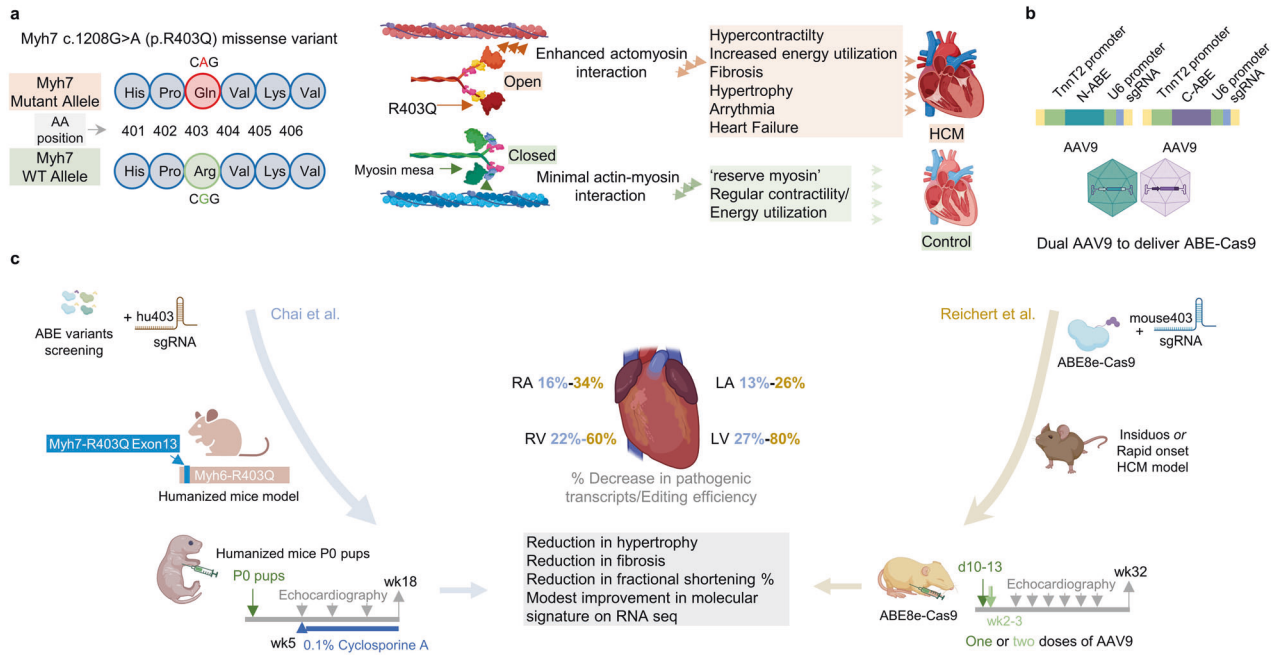 a
Myh7 c.1208G>A (p.R403Q) missense variant
CAG
Myh7
Mutant Allele
His Pro Gln Val Lys Val
AA
position
401 402 403 404 405 406
Myh7
WT Allele
His Pro Arg Val Lys Val
CGG
Open
R403Q
Closed
Myosin mesa
Enhanced actomyosin
interaction
Minimal actin-myosin
interaction
Hypercontractilty
Increased energy utilization
Fibrosis
Hypertrophy
Arrythmia
Heart Failure
HCM
'reserve myosin'
Regular contractility/
Energy utilization
Control
b
TnnT2 promoter
N-ABE
U6 promoter
sgRNA
TnnT2 promoter
C-ABE
U6 promoter
sgRNA
AAV9 AAV9
Dual AAV9 to deliver ABE-Cas9
c
ABE variants
screening
+ hu403
sgRNA
Chai et al.
Myh7-R403Q Exon13
Myh6-R403Q
Humanized mice model
Humanized mice P0 pups
P0 pups
Echocardiography
wk18
wk5
0.1% Cyclosporine A
RA 16%-34%
LA 13%-26%
RV 22%-60%
LV 27%-80%
% Decrease in pathogenic
transcripts/Editing efficiency
Reduction in hypertrophy
Reduction in fibrosis
Reduction in fractional shortening %
Modest improvement in molecular
signature on RNA seq
Reichert et al.
ABE8e-Cas9
mouse403
+
sgRNA
Insiduos or
Rapid onset
HCM model
ABE8e-Cas9
d10-13
Echocardiography
wk32
wk2-3
One or two doses of AAV9